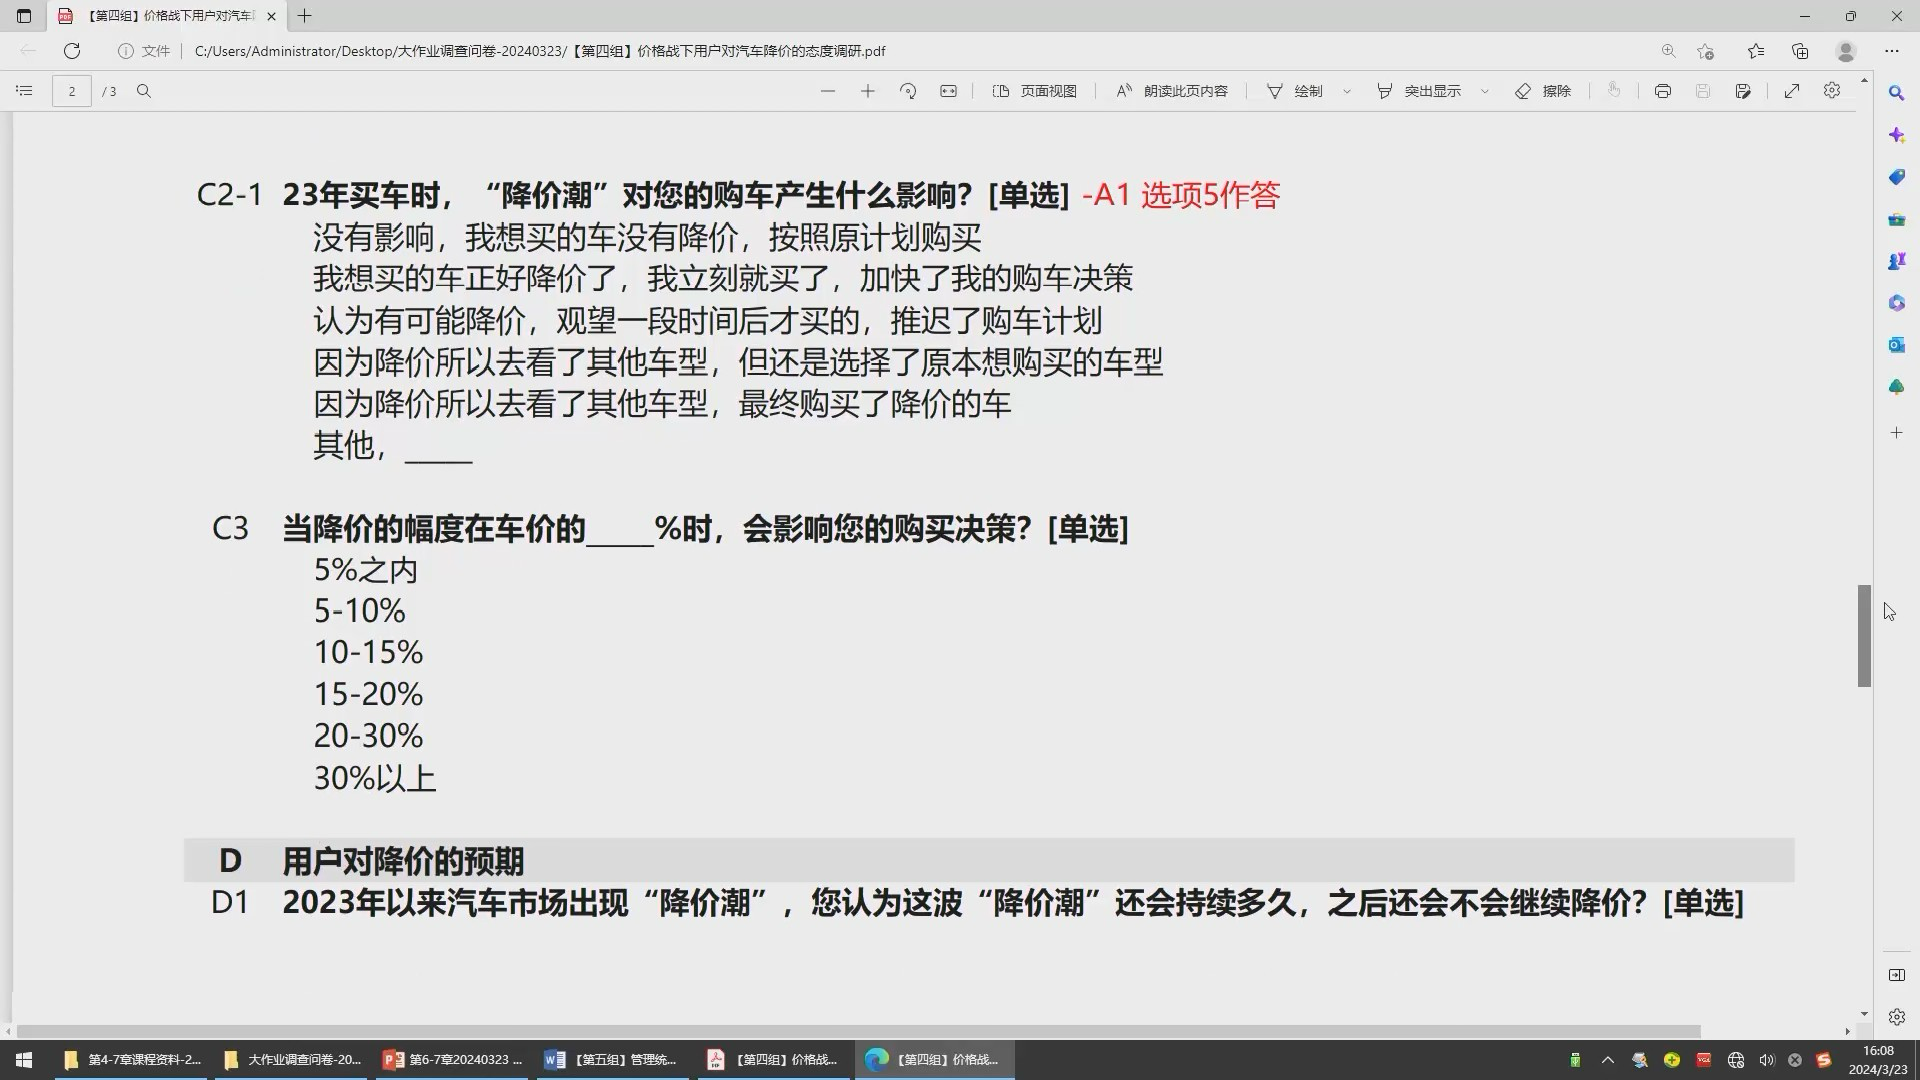 【第四组】价格战下用户对汽车
文件
C:/Users/Administrator/Desktop/大作业调查问卷-20240323/【第四组】价格战下用户对汽车降价的态度调研.pdf
2 / 3 页面视图 朗读此页内容 绘制 突出显示 擦除
C2-1 23年买车时，“降价潮”对您的购车产生什么影响？[单选] -A1 选项5作答
没有影响，我想买的车没有降价，按照原计划购买
我想买的车正好降价了，我立刻就买了，加快了我的购车决策
认为有可能降价，观望一段时间后才买的，推迟了购车计划
因为降价所以去看了其他车型，但还是选择了原本想购买的车型
因为降价所以去看了其他车型，最终购买了降价的车
其他，_____
C3 当降价的幅度在车价的_____%时，会影响您的购买决策？[单选]
5%之内
5-10%
10-15%
15-20%
20-30%
30%以上
D 用户对降价的预期
D1 2023年以来汽车市场出现“降价潮”，您认为这波“降价潮”还会持续多久，之后还会不会继续降价？[单选]
第4-7章课程资料-2... 大作业调查问卷-20... 第6-7章20240323 ... 【第五组】管理统... 【第四组】价格战... 【第四组】价格战...
16:08
2024/3/23